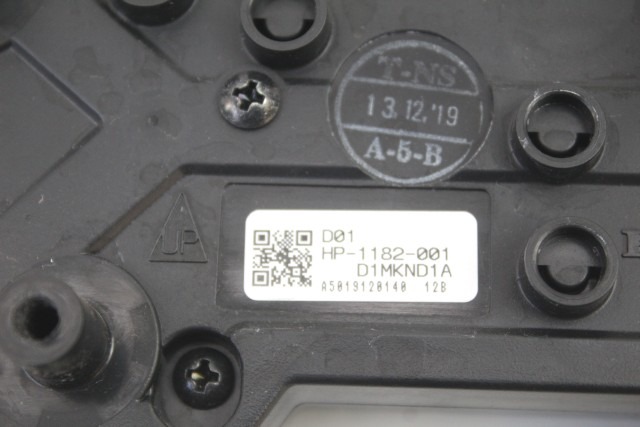 T-NS
13.12.'19
A-5-B
UP
D01
HP-1182-001
D1MKND1A
A5019120140 12B